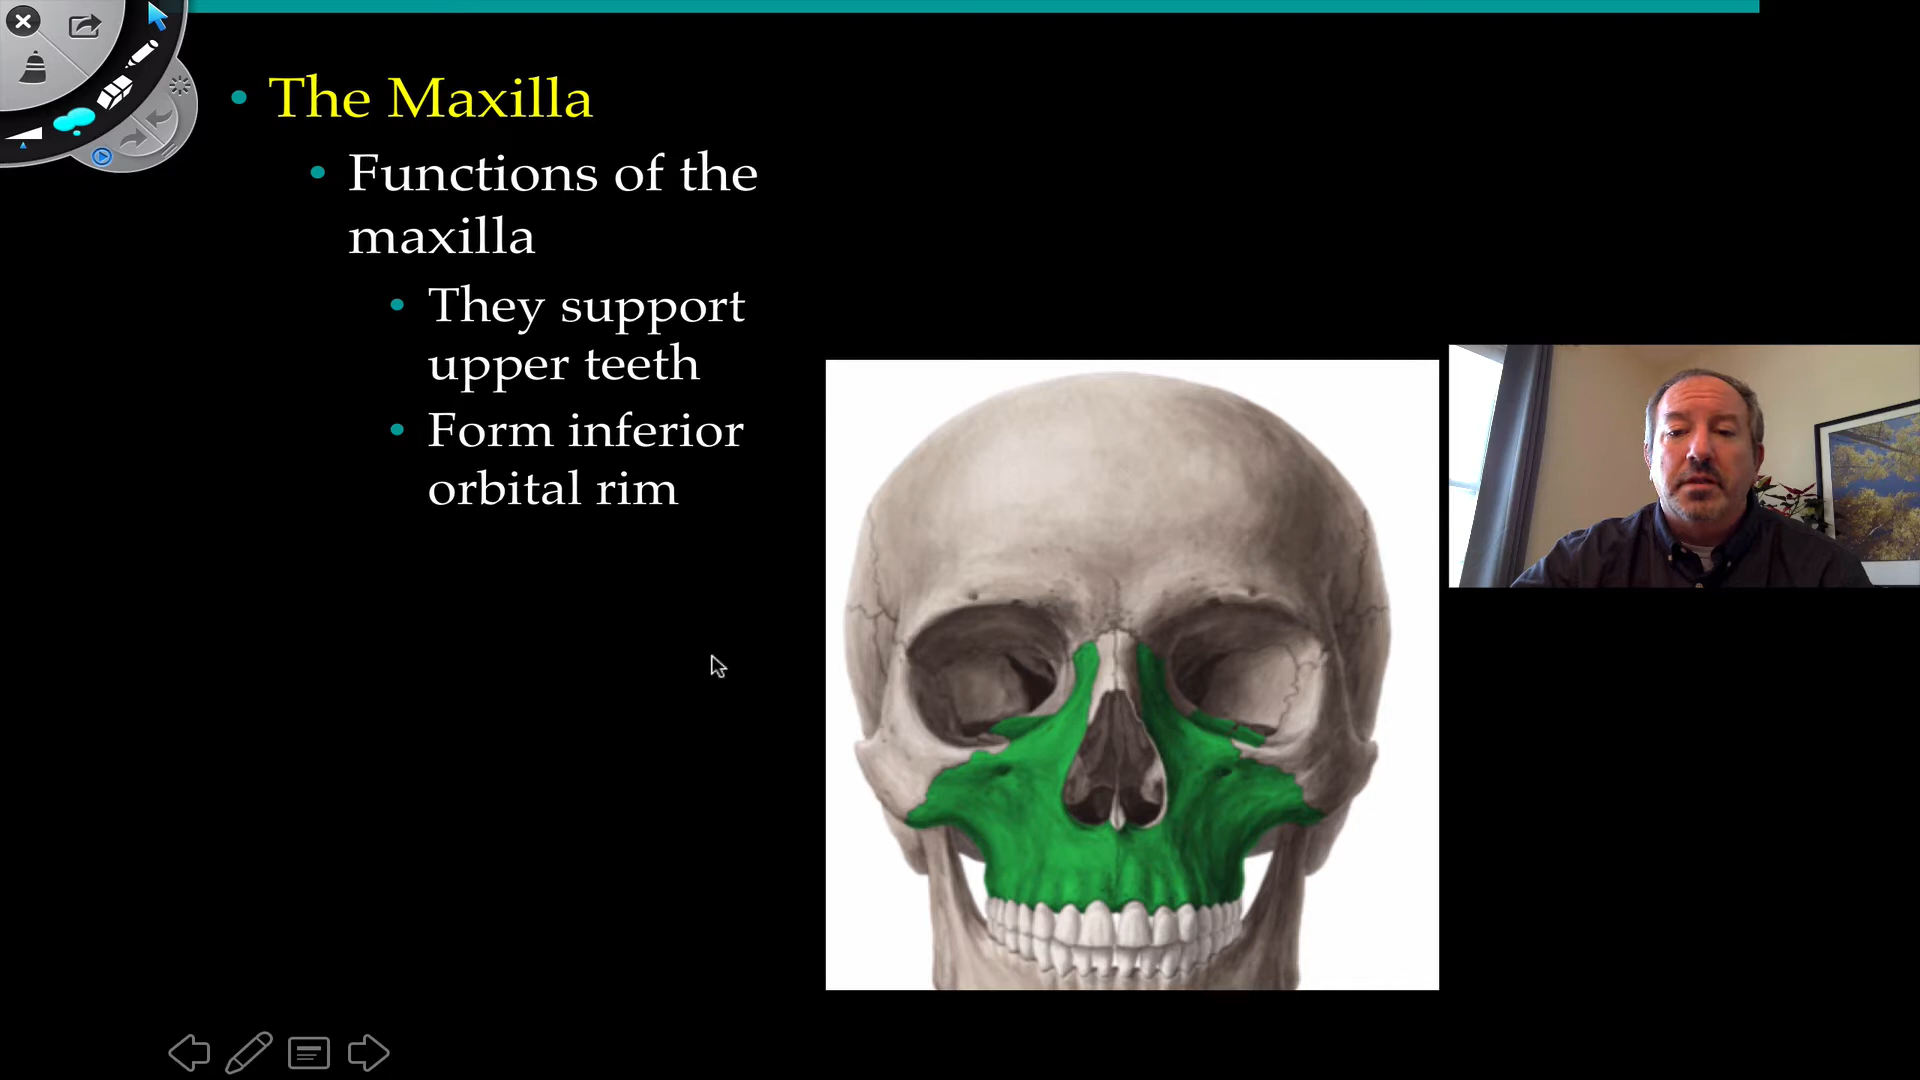 • The Maxilla
• Functions of the
maxilla
• They support
upper teeth
• Form inferior
orbital rim